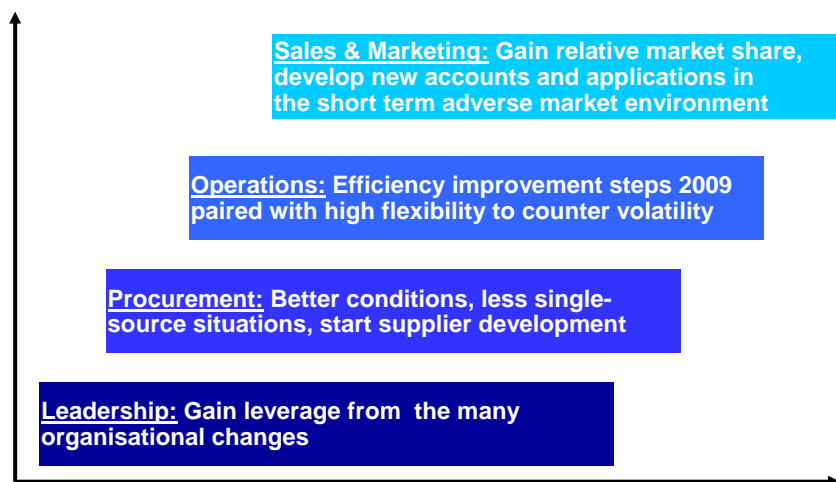 Sales & Marketing: Gain relative market share,
develop new accounts and applications in
the short term adverse market environment
Operations: Efficiency improvement steps 2009
paired with high flexibility to counter volatility
Procurement: Better conditions, less single-
source situations, start supplier development
Leadership: Gain leverage from  the many
organisational changes